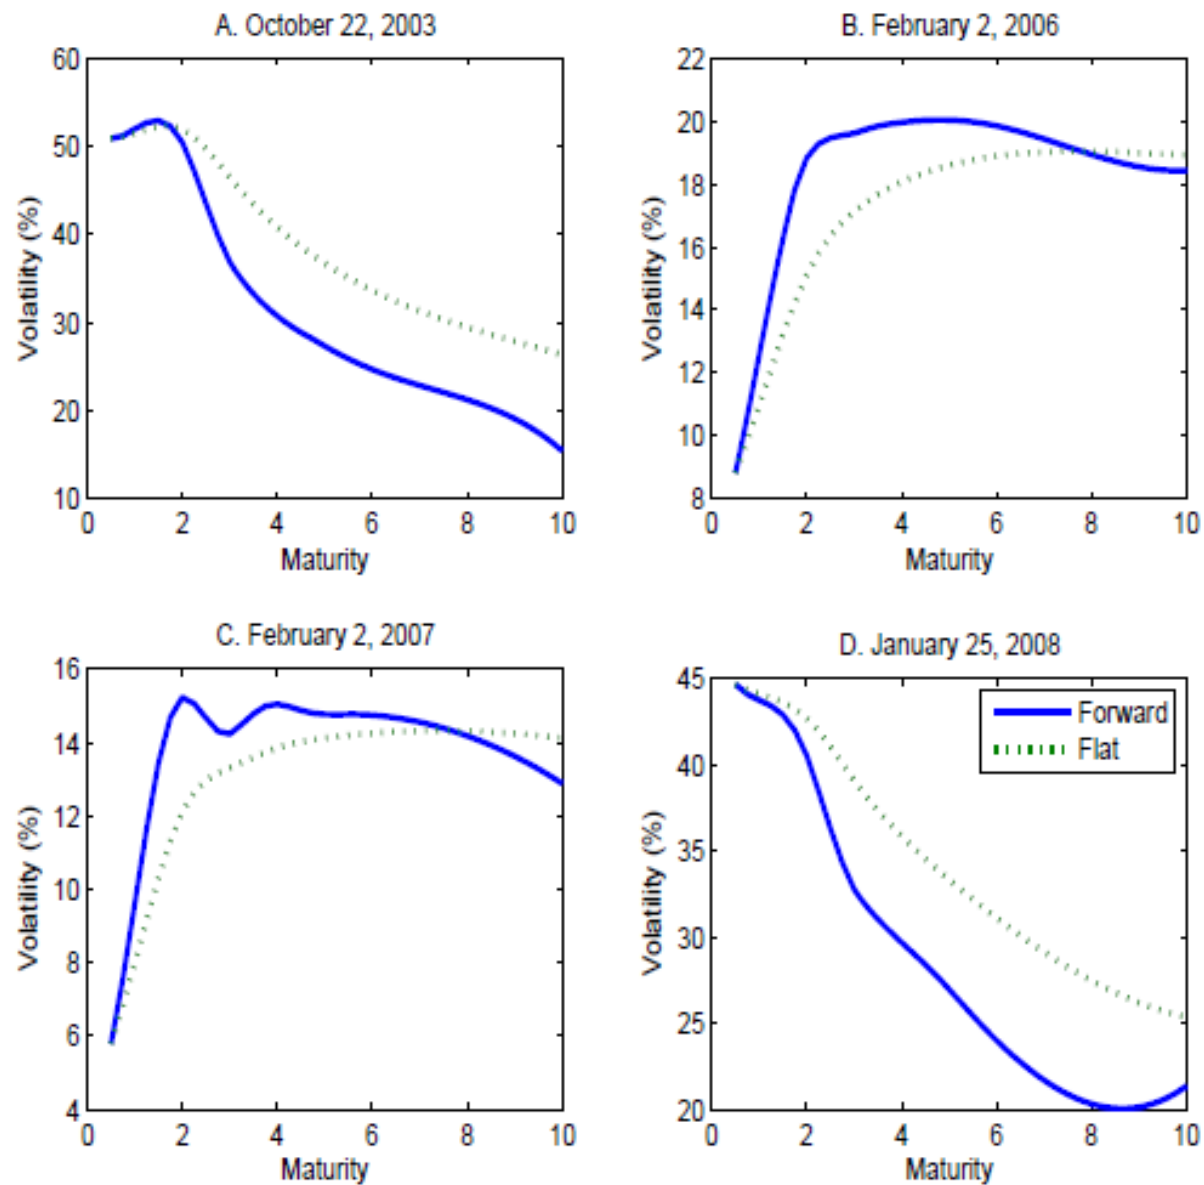 A. October 22, 2003
60
50
40
30
20
10
Volatility (%)
0 2 4 6 8 10
Maturity
B. February 2, 2006
22
20
18
16
14
12
10
8
Volatility (%)
0 2 4 6 8 10
Maturity
C. February 2, 2007
16
14
12
10
8
6
4
Volatility (%)
0 2 4 6 8 10
Maturity
D. January 25, 2008
45
40
35
30
25
20
Volatility (%)
Forward
Flat
0 2 4 6 8 10
Maturity